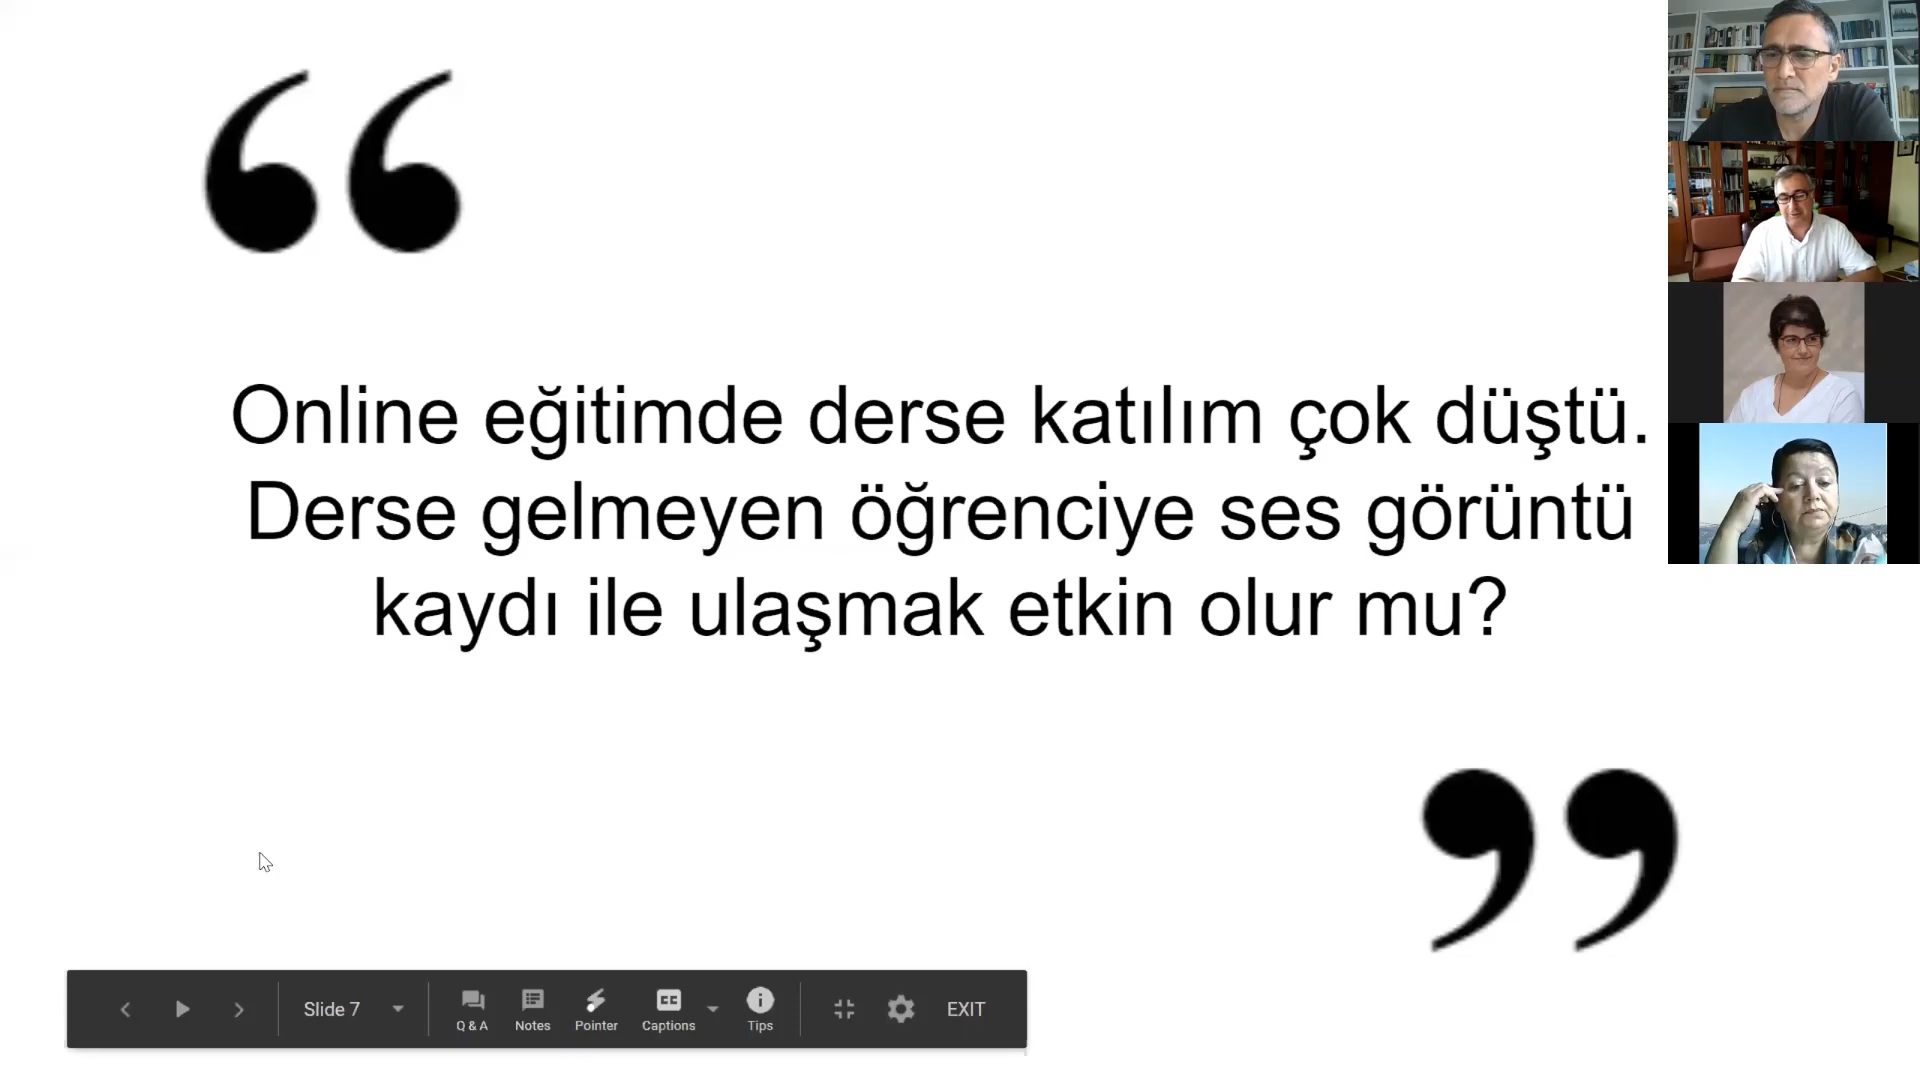 “
Online eğitimde derse katılım çok düştü.
Derse gelmeyen öğrenciye ses görüntü
kaydı ile ulaşmak etkin olur mu?
”
Slide 7
Q & A
Notes
Pointer
CC
Captions
Tips
EXIT